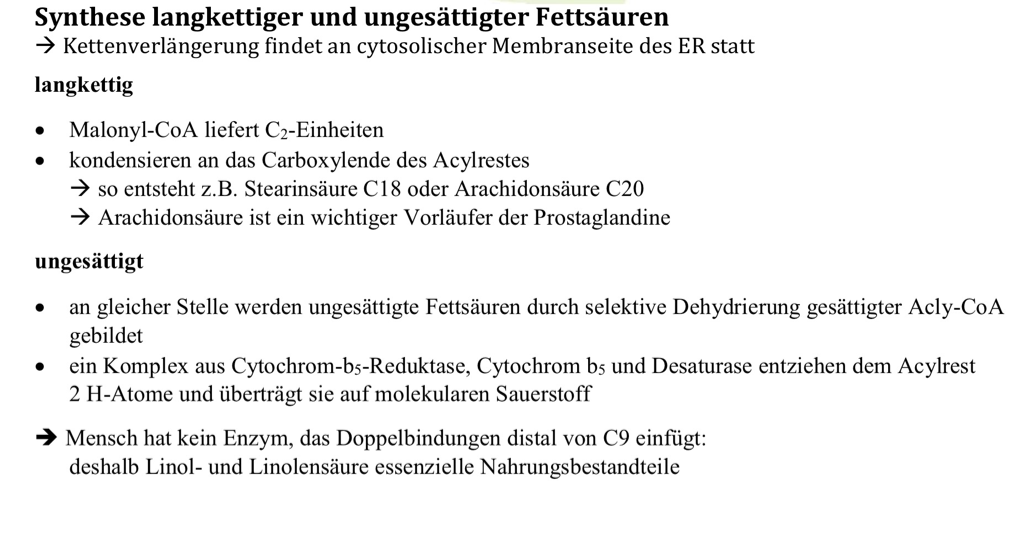 Synthese langkettiger und ungesättigter Fettsäuren
→ Kettenverlängerung findet an cytosolischer Membranseite des ER statt
langkettig
• Malonyl-CoA liefert C₂-Einheiten
• kondensieren an das Carboxylende des Acylrestes
→ so entsteht z.B. Stearinsäure C18 oder Arachidonsäure C20
→ Arachidonsäure ist ein wichtiger Vorläufer der Prostaglandine
ungesättigt
• an gleicher Stelle werden ungesättigte Fettsäuren durch selektive Dehydrierung gesättigter Acly-CoA
gebildet
• ein Komplex aus Cytochrom-b₅-Reduktase, Cytochrom b₅ und Desaturase entziehen dem Acylrest
2 H-Atome und überträgt sie auf molekularen Sauerstoff
➔ Mensch hat kein Enzym, das Doppelbindungen distal von C9 einfügt:
deshalb Linol- und Linolensäure essenzielle Nahrungsbestandteile